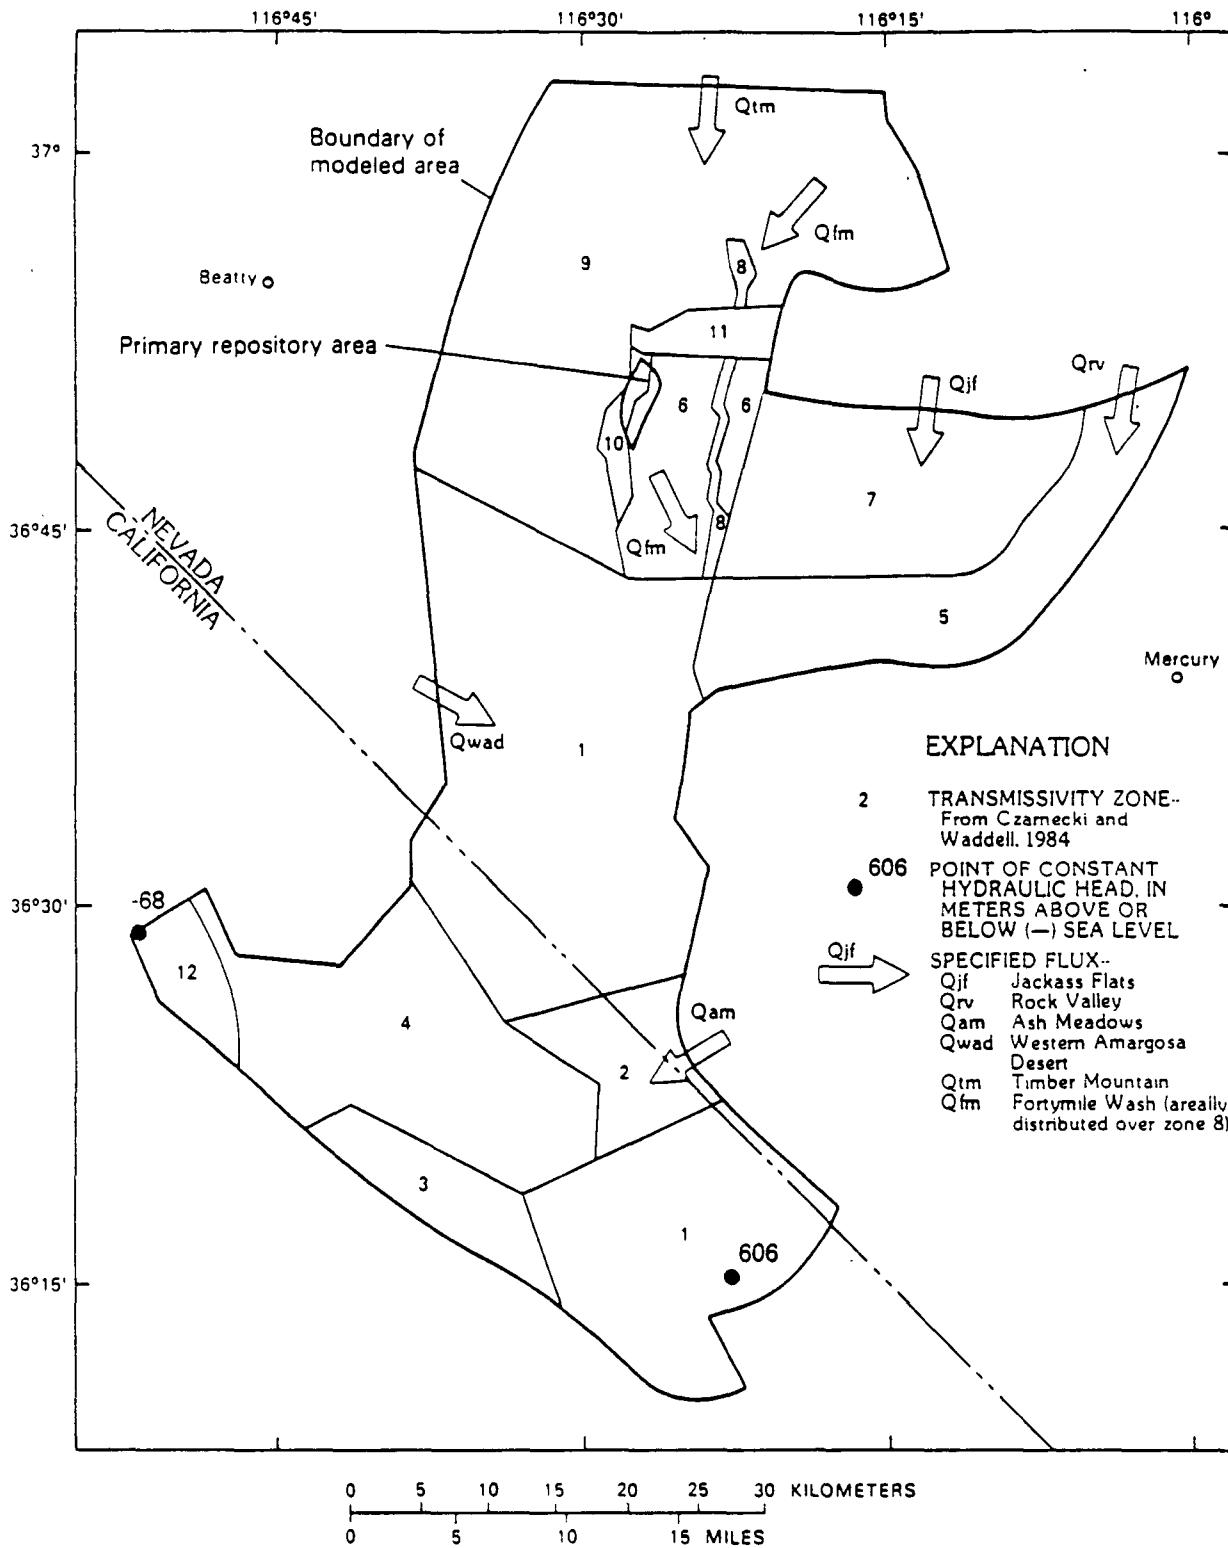 116°45' 116°30' 116°15' 116°
Qtm
Boundary of
modeled area
37°
Qfm
9
8
Beatty
11
Primary repository area
Qjf
Qrv
6
6
10
7
36°45'
8
Qfm
NEVADA
CALIFORNIA
5
Mercury
Qwad
1
EXPLANATION
2 TRANSMISSIVITY ZONE--
From Czarnecki and
Waddell, 1984
606 POINT OF CONSTANT
HYDRAULIC HEAD, IN
METERS ABOVE OR
BELOW (—) SEA LEVEL
Qjf SPECIFIED FLUX--
Qjf Jackass Flats
Qrv Rock Valley
Qam Ash Meadows
Qwad Western Amargosa
Desert
Qtm Timber Mountain
Qfm Fortymile Wash (areally
distributed over zone 8)
36°30'
-68
12
4
Qam
2
3
1
606
36°15'
0 5 10 15 20 25 30 KILOMETERS
0 5 10 15 MILES